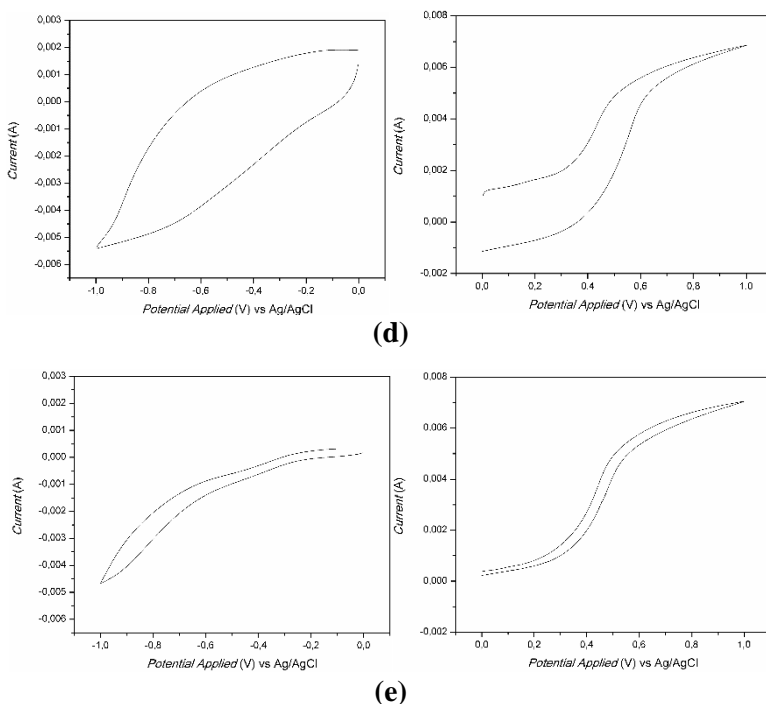 0,003
0,002
0,001
0,000
-0,001
-0,002
-0,003
-0,004
-0,005
-0,006
Current (A)
-1,0 -0,8 -0,6 -0,4 -0,2 0,0
Potential Applied (V) vs Ag/AgCl
0,008
0,006
0,004
0,002
0,000
-0,002
Current (A)
0,0 0,2 0,4 0,6 0,8 1,0
Potential Applied (V) vs Ag/AgCl
(d)
0,003
0,002
0,001
0,000
-0,001
-0,002
-0,003
-0,004
-0,005
-0,006
Current (A)
-1,0 -0,8 -0,6 -0,4 -0,2 0,0
Potential Applied (V) vs Ag/AgCl
0,008
0,006
0,004
0,002
0,000
-0,002
Current (A)
0,0 0,2 0,4 0,6 0,8 1,0
Potential Applied (V) vs Ag/AgCl
(e)